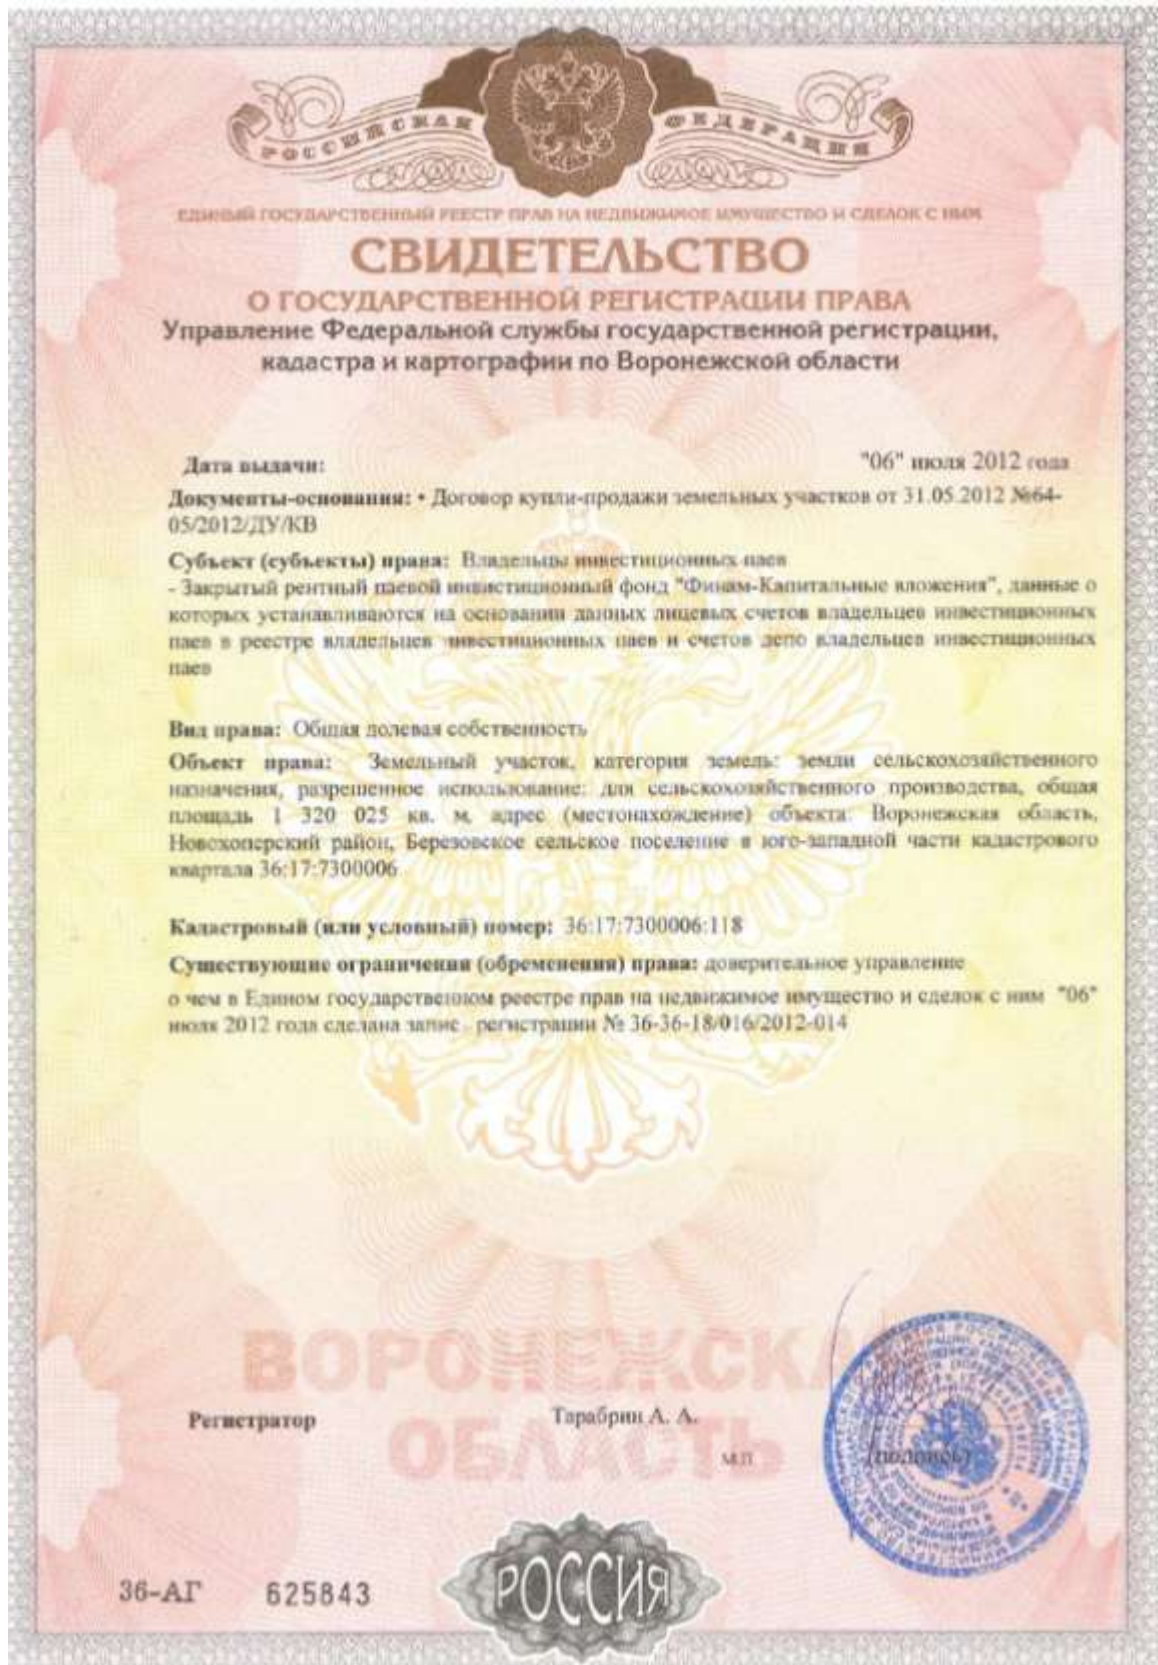 РОССИЙСКАЯ ФЕДЕРАЦИЯ
ЕДИНЫЙ ГОСУДАРСТВЕННЫЙ РЕЕСТР ПРАВ НА НЕДВИЖИМОЕ ИМУЩЕСТВО И СДЕЛОК С НИМ
СВИДЕТЕЛЬСТВО
О ГОСУДАРСТВЕННОЙ РЕГИСТРАЦИИ ПРАВА
Управление Федеральной службы государственной регистрации,
кадастра и картографии по Воронежской области
Дата выдачи: "06" июля 2012 года
Документы-основания: • Договор купли-продажи земельных участков от 31.05.2012 №64-
05/2012/ДУ/КВ
Субъект (субъекты) права: Владельцы инвестиционных паев
- Закрытый рентный паевой инвистиционный фонд "Финам-Капитальные вложения", данные о
которых устанавливаются на основании данных лицевых счетов владельцев инвестиционных
паев в реестре владельцев инвестиционных паев и счетов депо владельцев инвестиционных
паев
Вид права: Общая долевая собственность
Объект права: Земельный участок, категория земель: земли сельскохозяйственного
назначения, разрешенное использование: для сельскохозяйственного производства, общая
площадь 1 320 025 кв. м, адрес (местонахождение) объекта: Воронежская область,
Новохоперский район, Березовское сельское поселение в юго-западной части кадастрового
квартала 36:17:7300006
Кадастровый (или условный) номер: 36:17:7300006:118
Существующие ограничения (обременения) права: доверительное управление
о чем в Едином государственном реестре прав на недвижимое имущество и сделок с ним "06"
июля 2012 года сделана запис регистрации № 36-36-18/016/2012-014
ВОРОНЕЖСКАЯ
ОБЛАСТЬ
Регистратор Тарабрин А. А.
м.п. (подпись)
РОССИЯ
36-АГ 625843